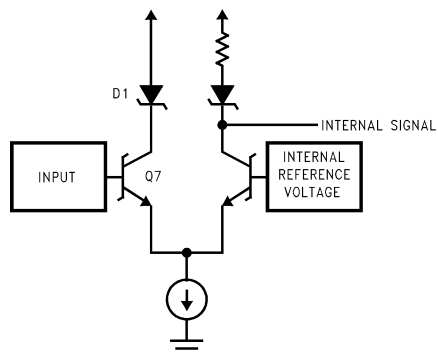 D1
INTERNAL SIGNAL
INPUT
Q7
INTERNAL
REFERENCE
VOLTAGE